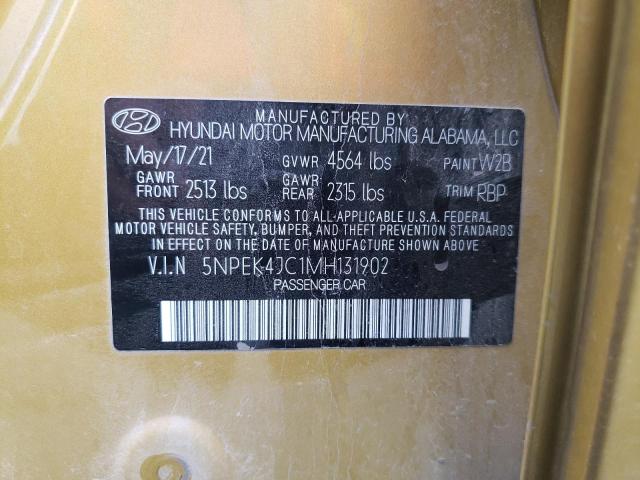 MANUFACTURED BY
HYUNDAI MOTOR MANUFACTURING ALABAMA, LLC
May/17/21 GVWR 4564 lbs PAINT W2B
GAWR FRONT 2513 lbs GAWR REAR 2315 lbs TRIM RBP
THIS VEHICLE CONFORMS TO ALL-APPLICABLE U.S.A. FEDERAL
MOTOR VEHICLE SAFETY, BUMPER, AND THEFT PREVENTION STANDARDS
IN EFFECT ON THE DATE OF MANUFACTURE SHOWN ABOVE
V.I.N 5NPEK4JC1MH131902
PASSENGER CAR